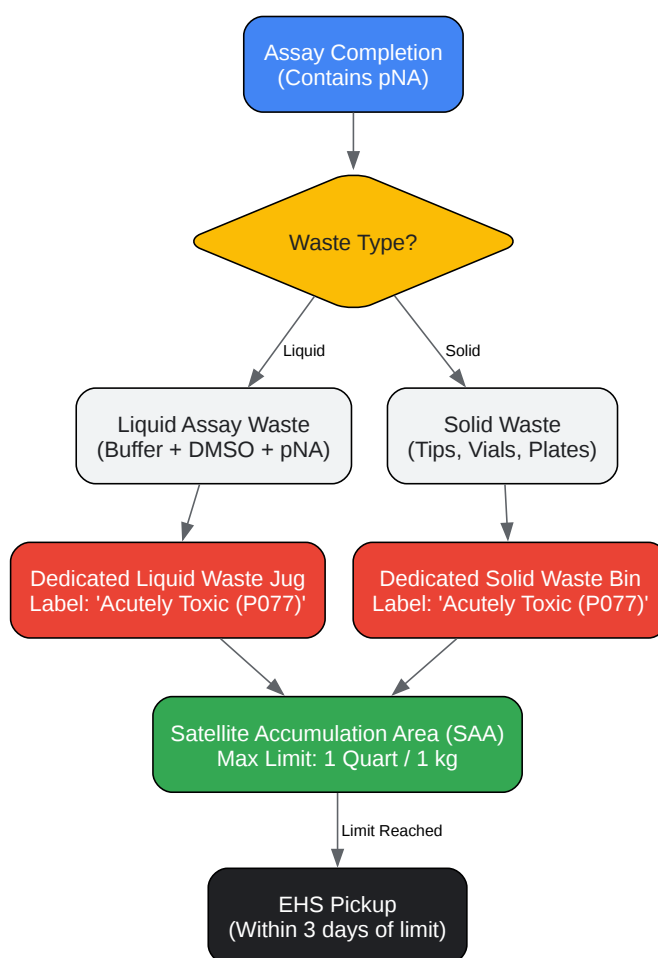 Assay Completion
(Contains pNA)
Waste Type?
Liquid
Solid
Liquid Assay Waste
(Buffer + DMSO + pNA)
Solid Waste
(Tips, Vials, Plates)
Dedicated Liquid Waste Jug
Label: 'Acutely Toxic (P077)'
Dedicated Solid Waste Bin
Label: 'Acutely Toxic (P077)'
Satellite Accumulation Area (SAA)
Max Limit: 1 Quart / 1 kg
Limit Reached
EHS Pickup
(Within 3 days of limit)